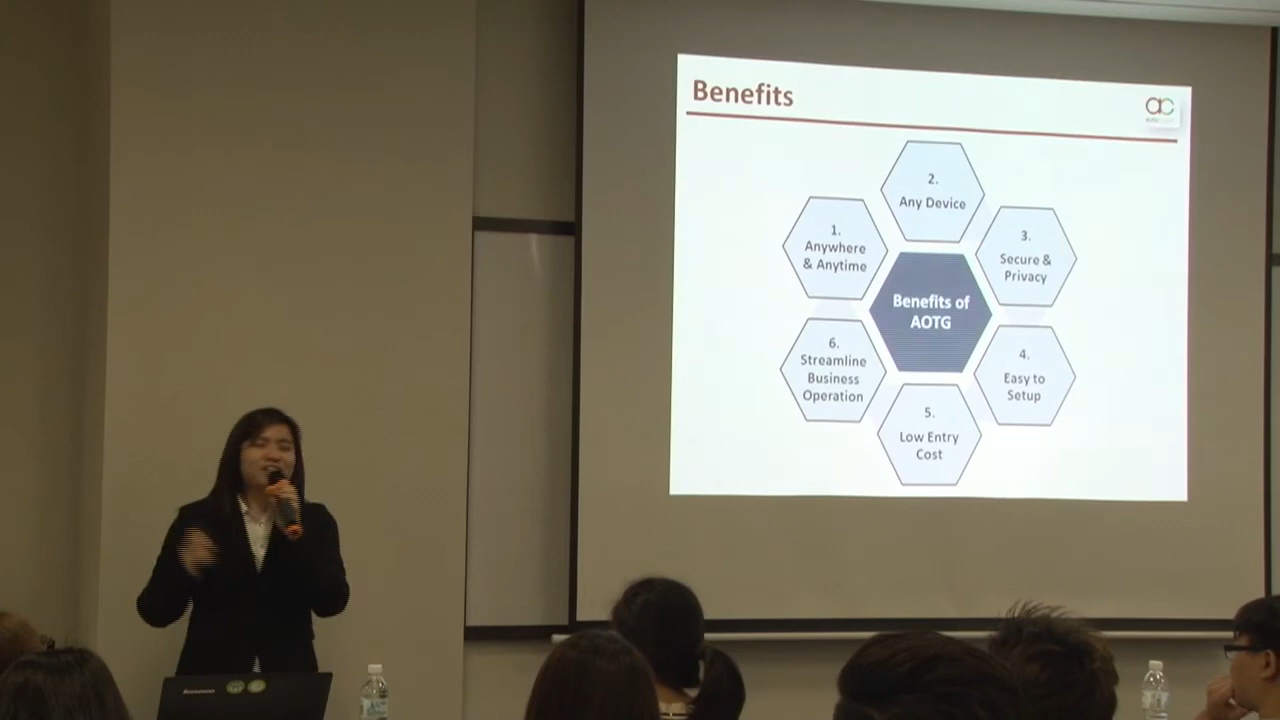 Benefits
ac
2.
Any Device
1.
Anywhere
& Anytime
3.
Secure &
Privacy
Benefits of
AOTG
6.
Streamline
Business
Operation
4.
Easy to
Setup
5.
Low Entry
Cost
lenovo